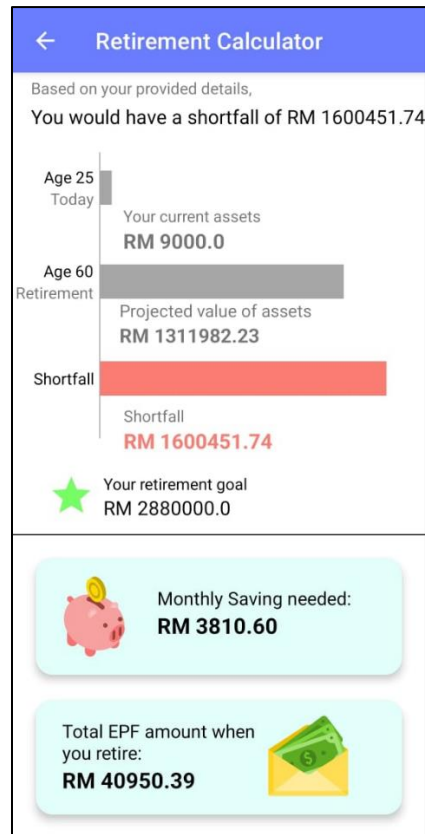 Retirement Calculator
Based on your provided details,
You would have a shortfall of RM 1600451.74
Age 25
Today
Your current assets
RM 9000.0
Age 60
Retirement
Projected value of assets
RM 1311982.23
Shortfall
Shortfall
RM 1600451.74
Your retirement goal
RM 2880000.0
Monthly Saving needed:
RM 3810.60
Total EPF amount when
you retire:
RM 40950.39